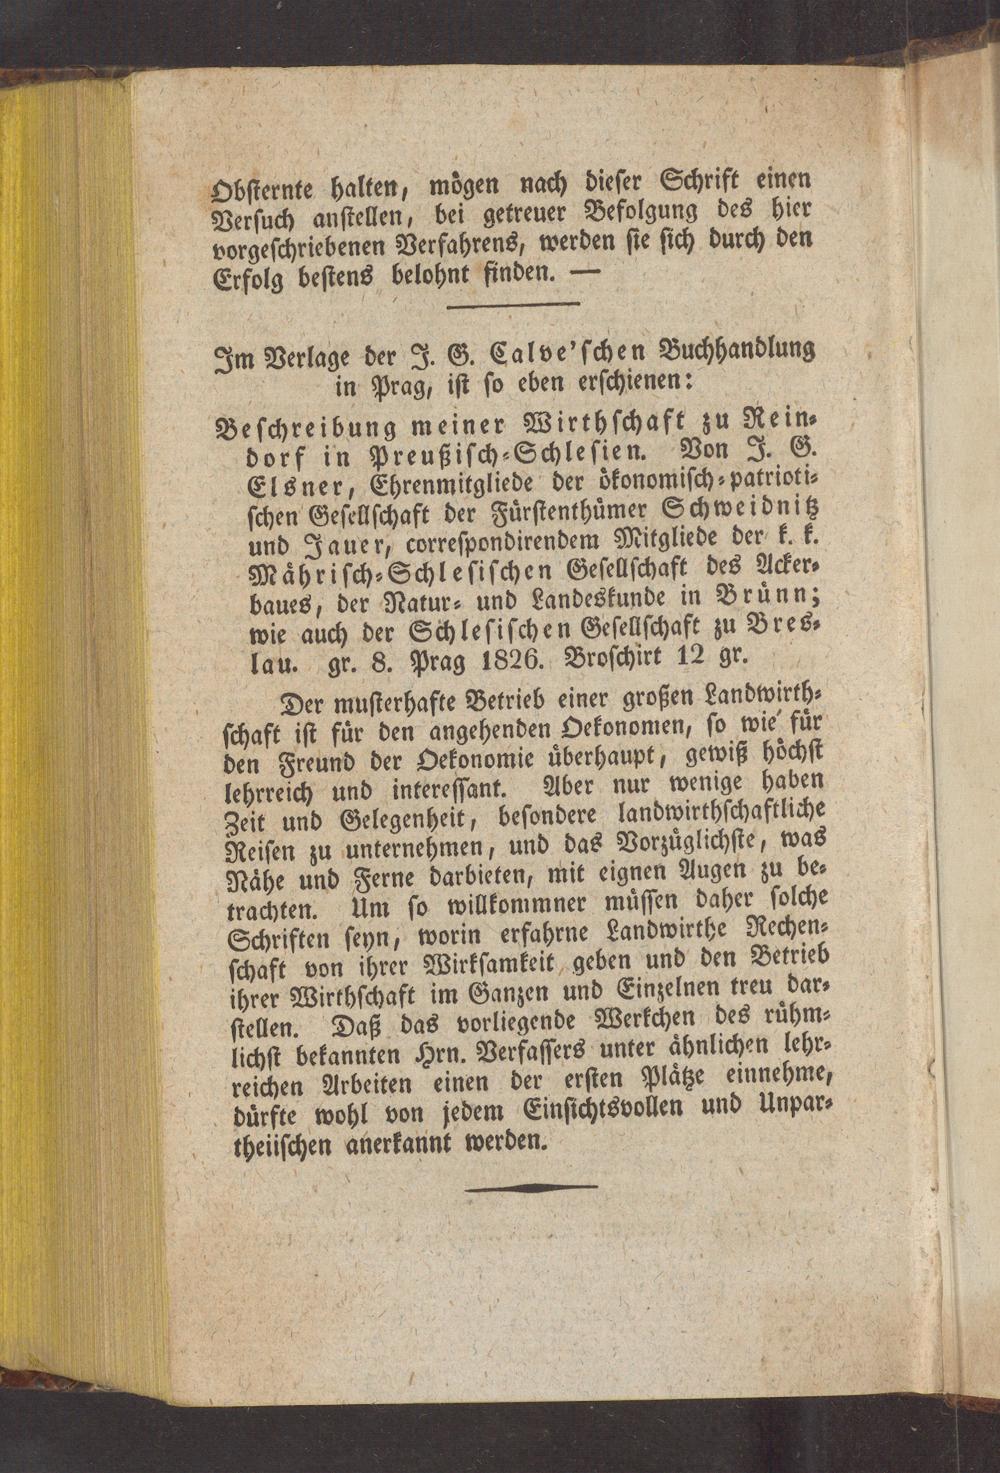 Obsternte halten, mögen nach dieser Schrift einen
Versuch anstellen, bei getreuer Befolgung des hier
vorgeschriebenen Verfahrens, werden sie sich durch den
Erfolg bestens belohnt finden. —
Im Verlage der J. G. Calve'schen Buchhandlung
in Prag, ist so eben erschienen:
Beschreibung meiner Wirthschaft zu Rein-
dorf in Preußisch-Schlesien. Von J. G.
Elsner, Ehrenmitgliede der ökonomisch-patrioti-
schen Gesellschaft der Fürstenthümer Schweidnitz
und Jauer, correspondirendem Mitgliede der k. k.
Mährisch-Schlesischen Gesellschaft des Acker-
baues, der Natur- und Landeskunde in Brünn;
wie auch der Schlesischen Gesellschaft zu Bres-
lau. gr. 8. Prag 1826. Broschirt 12 gr.
Der musterhafte Betrieb einer großen Landwirth-
schaft ist für den angehenden Oekonomen, so wie für
den Freund der Oekonomie überhaupt, gewiß höchst
lehrreich und interessant. Aber nur wenige haben
Zeit und Gelegenheit, besondere landwirthschaftliche
Reisen zu unternehmen, und das Vorzüglichste, was
Nähe und Ferne darbieten, mit eignen Augen zu be-
trachten. Um so willkommner müssen daher solche
Schriften seyn, worin erfahrne Landwirthe Rechen-
schaft von ihrer Wirksamkeit geben und den Betrieb
ihrer Wirthschaft im Ganzen und Einzelnen treu dar-
stellen. Daß das vorliegende Werkchen des rühm-
lichst bekannten Hrn. Verfassers unter ähnlichen lehr-
reichen Arbeiten einen der ersten Plätze einnehme,
dürfte wohl von jedem Einsichtsvollen und Unpar-
theiischen anerkannt werden.